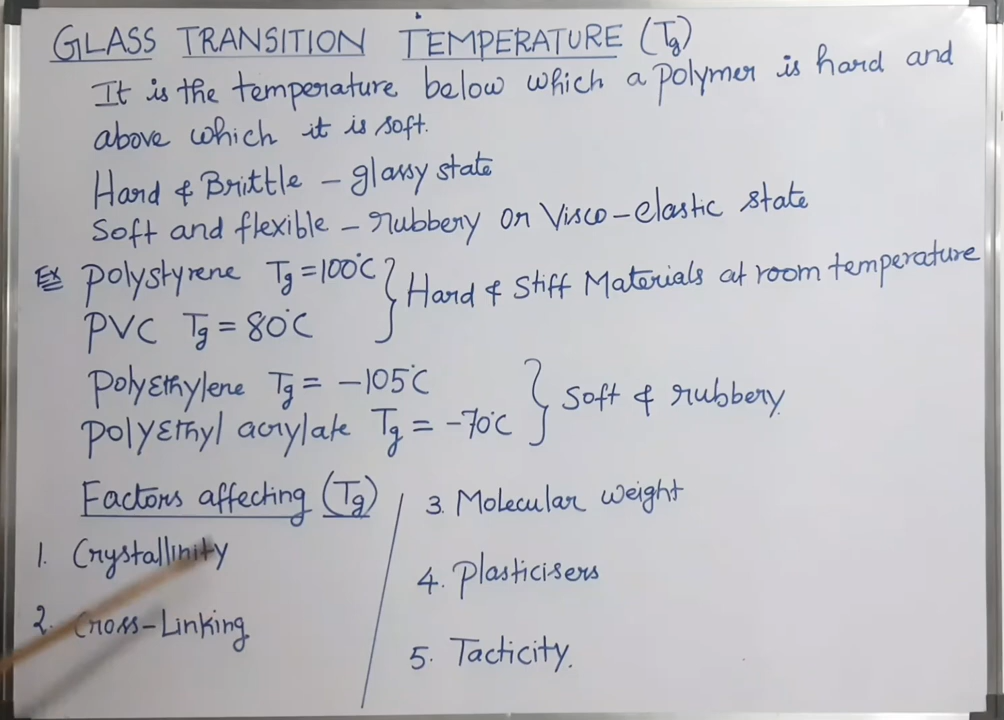 GLASS TRANSITION TEMPERATURE (Tg)
It is the temperature below which a polymer is hard and
above which it is soft.
Hard & Brittle - glassy state
Soft and flexible - rubbery or Visco-elastic state
Ex Polystyrene Tg = 100°C } Hard & Stiff Materials at room temperature
PVC Tg = 80°C
PolyEthylene Tg = -105°C } Soft & rubbery
PolyEthyl acrylate Tg = -70°C
Factors affecting (Tg)
1. Crystallinity
2. Cross-Linking
3. Molecular weight
4. Plasticisers
5. Tacticity.